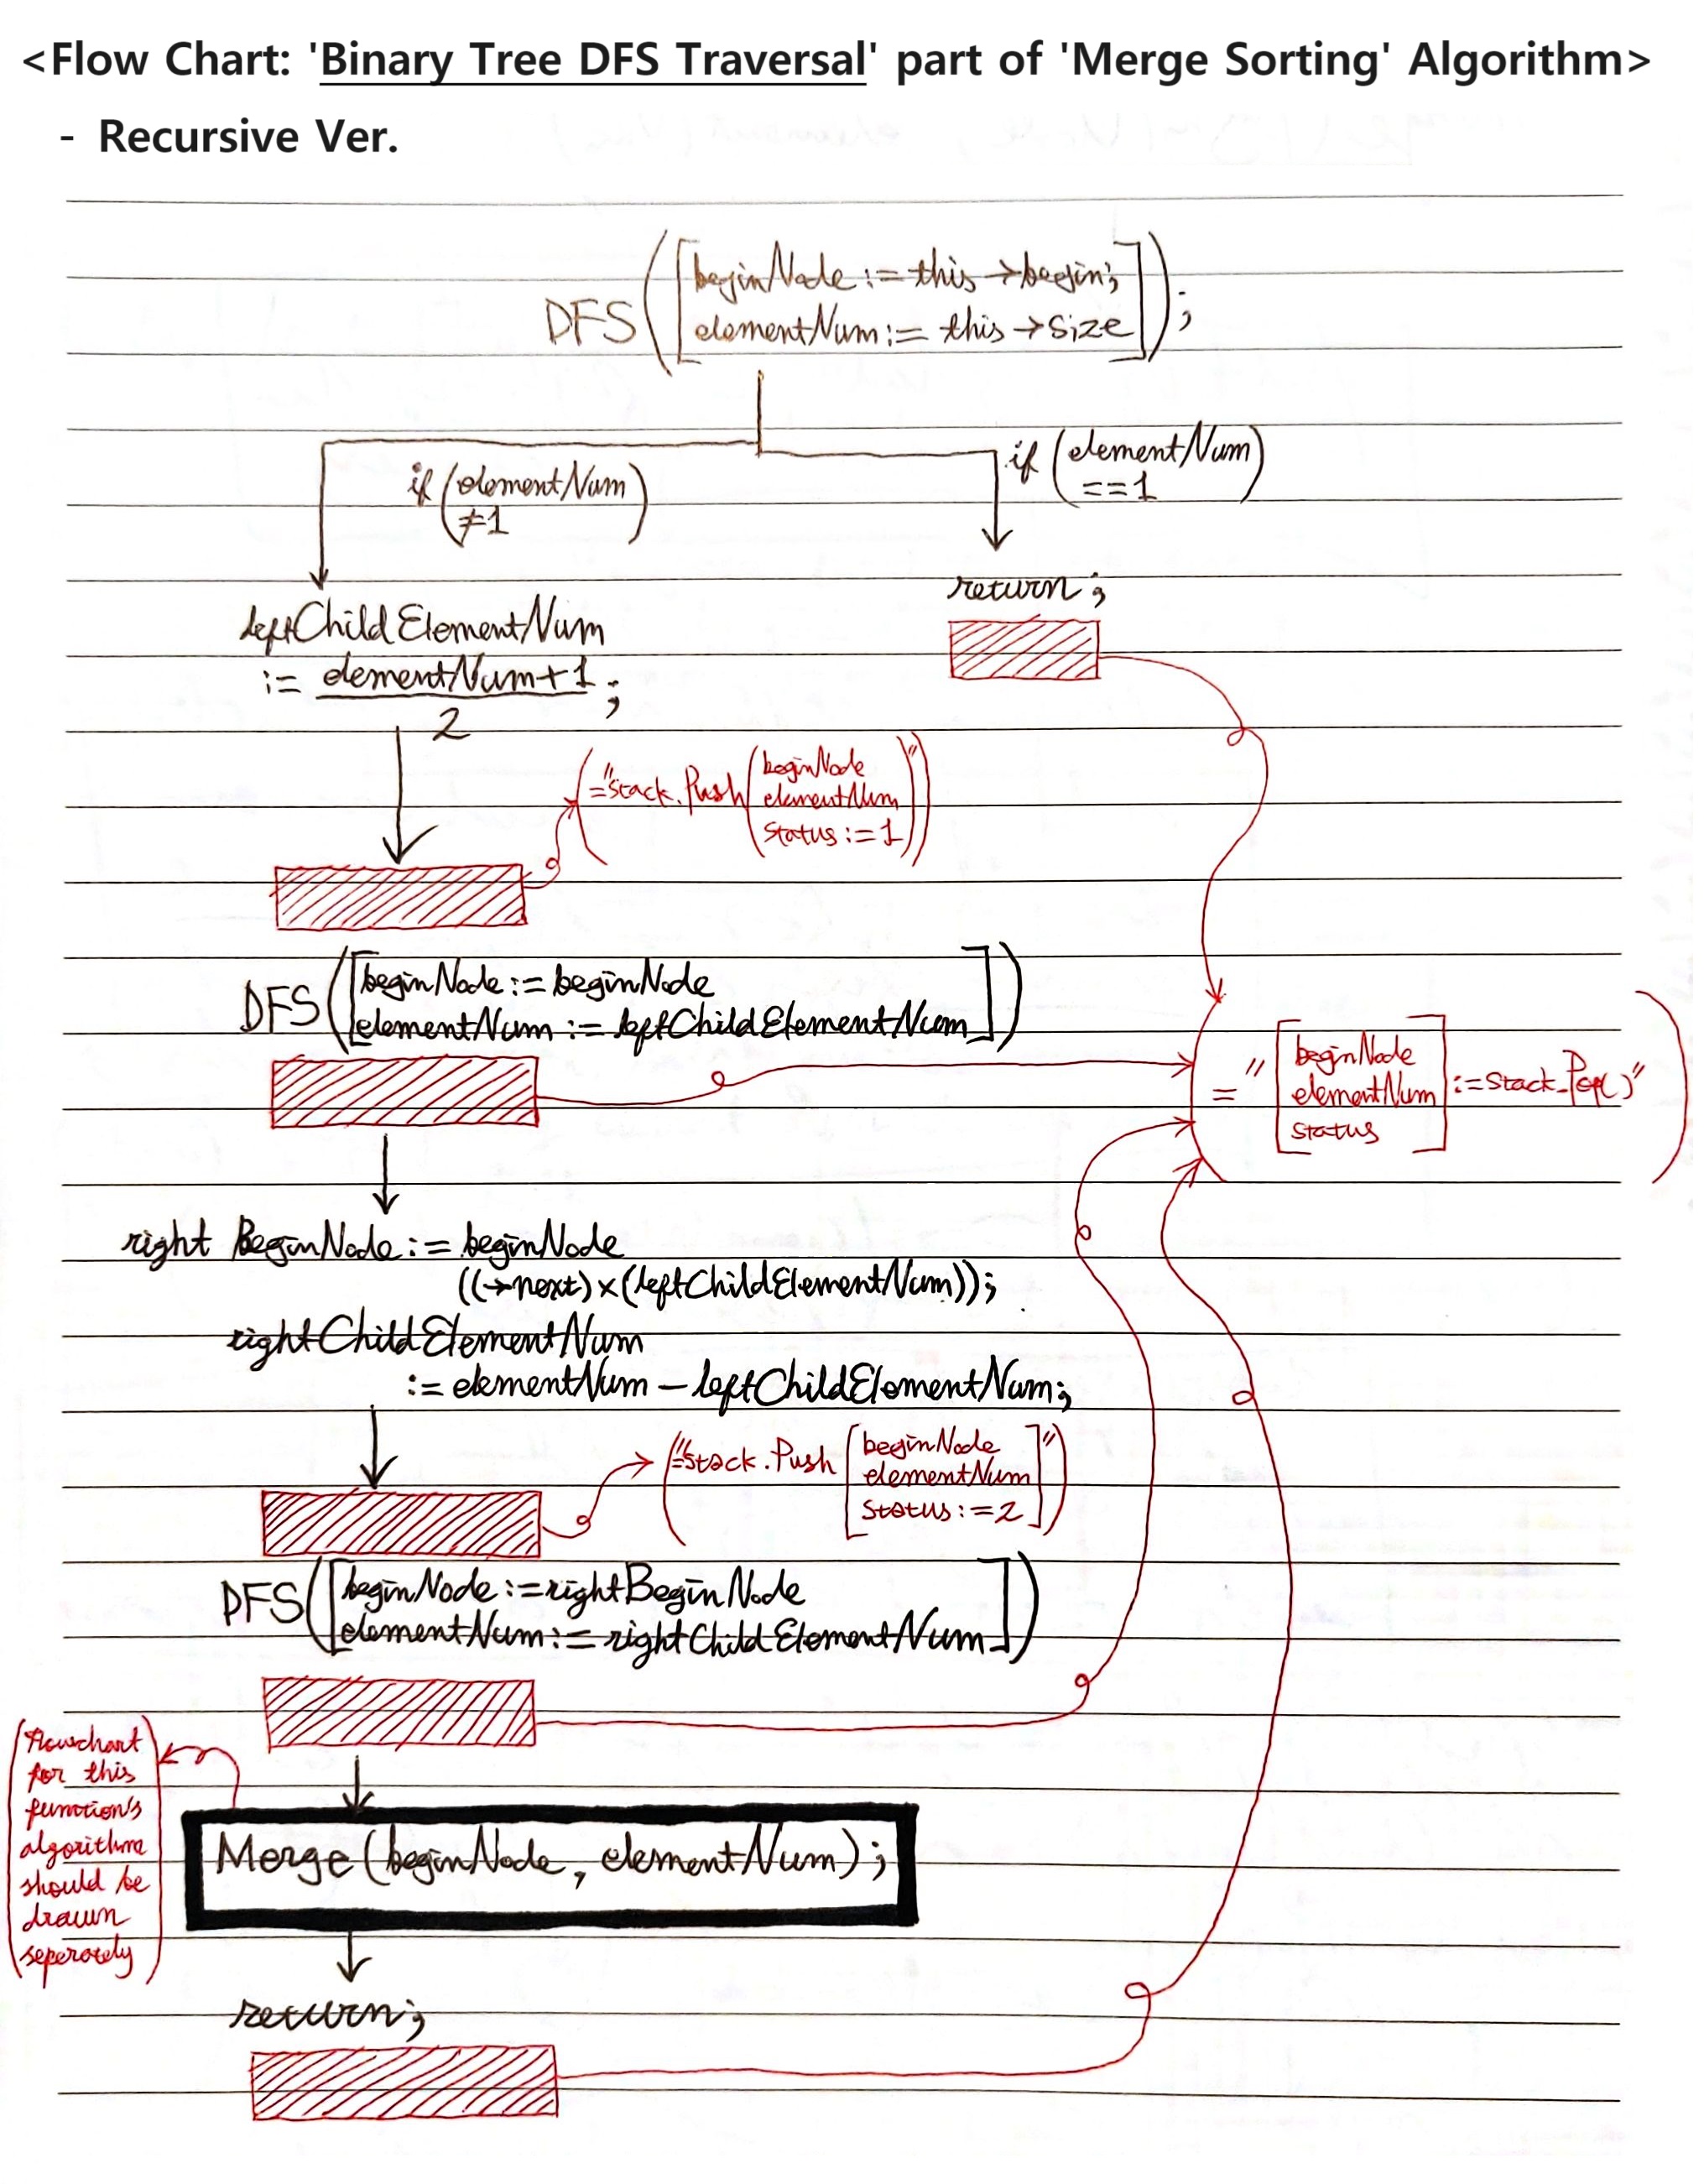 <Flow Chart: 'Binary Tree DFS Traversal' part of 'Merge Sorting' Algorithm>
- Recursive Ver.
DFS([beginNode := this→begin;
elementNum := this→size]);
if (elementNum
==1)
if (elementNum
≠1)
return;
leftChildElementNum
:= elementNum+1 ;
2
(="Stack.Push(beginNode
elementNum
Status:=1)")
DFS([beginNode := beginNode
elementNum := leftChildElementNum])
(="[beginNode
elementNum
status] := Stack.Pop()")
right BeginNode := beginNode
((→next)×(leftChildElementNum));
rightChildElementNum
:= elementNum – leftChildElementNum;
(="Stack.Push[beginNode
elementNum
Status:=2]")
DFS([beginNode := rightBeginNode
elementNum := rightChildElementNum])
(flowchart
for this
function's
algorithm
should be
drawn
seperately)
Merge(beginNode, elementNum);
return;